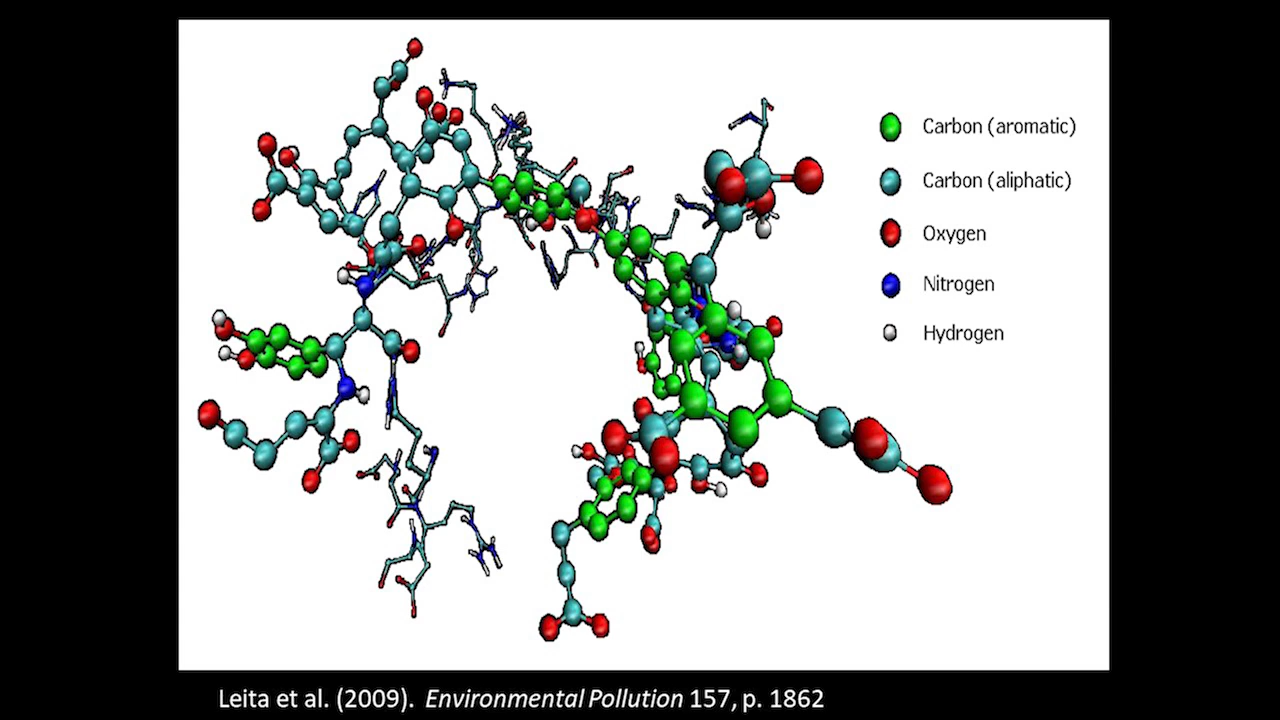 Carbon (aromatic)
Carbon (aliphatic)
Oxygen
Nitrogen
Hydrogen
Leita et al. (2009). Environmental Pollution 157, p. 1862